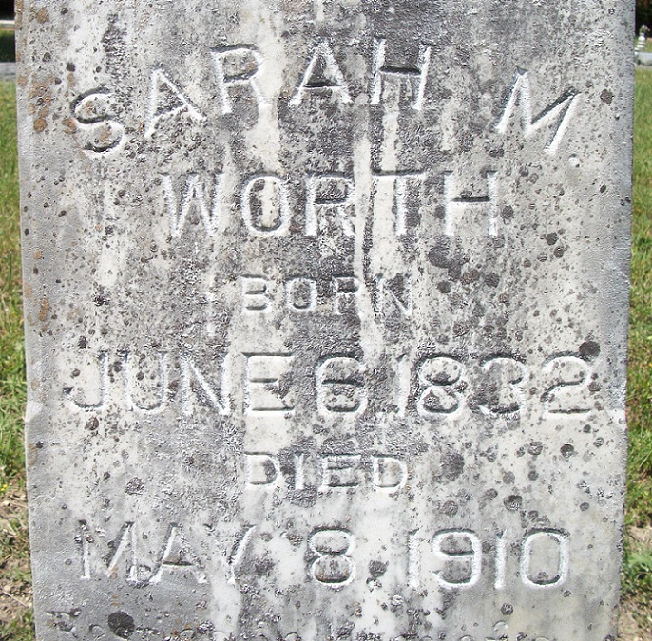 SARAH M.
WORTH
BORN
JUNE 6, 1832
DIED
MAY 8, 1910